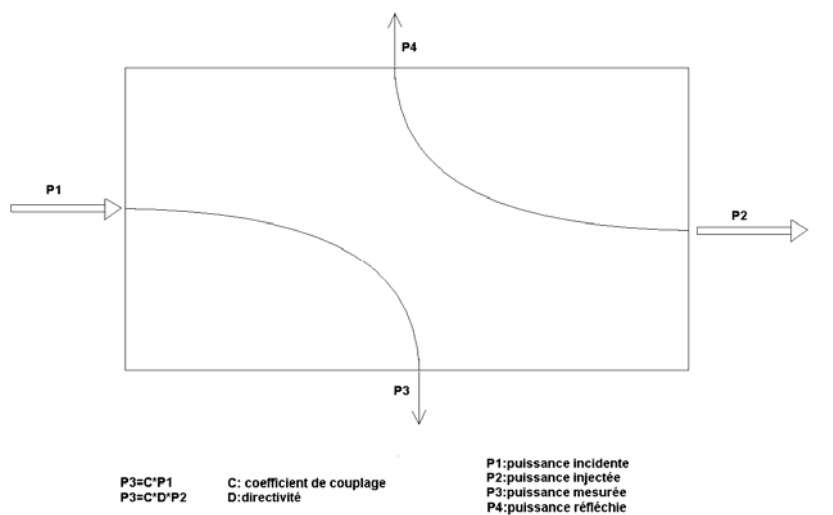 P4
P1
P2
P3
P3=C*P1 C: coefficient de couplage
P3=C*D*P2 D:directivité
P1:puissance incidente
P2:puissance injectée
P3:puissance mesurée
P4:puissance réfléchie